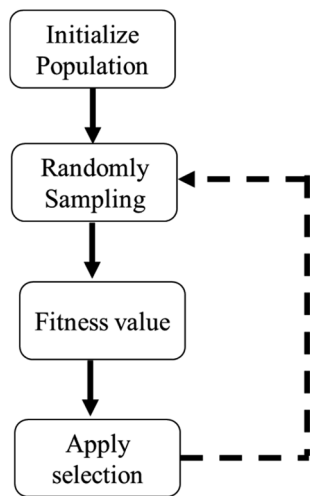 Initialize
Population
Randomly
Sampling
Fitness value
Apply
selection